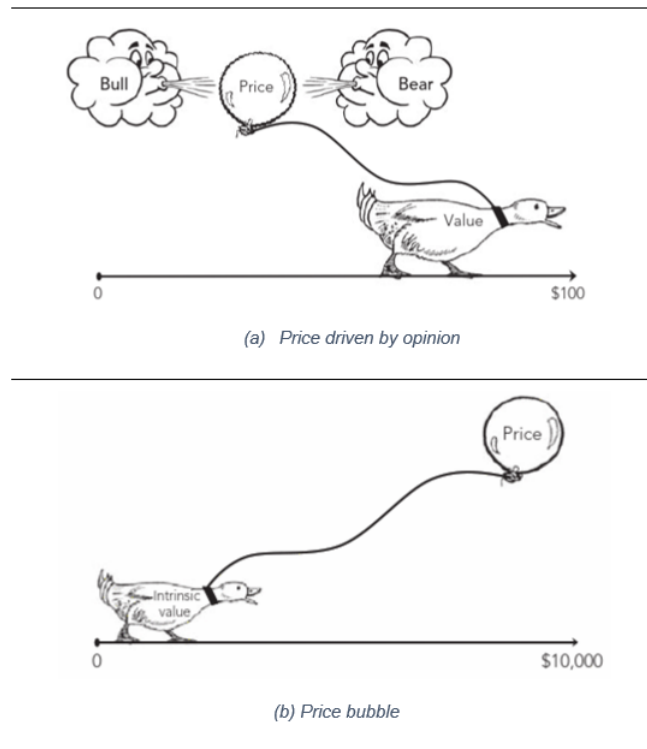 Bull
Price
Bear
Value
0
$100
(a) Price driven by opinion
Price
Intrinsic
value
0
$10,000
(b) Price bubble